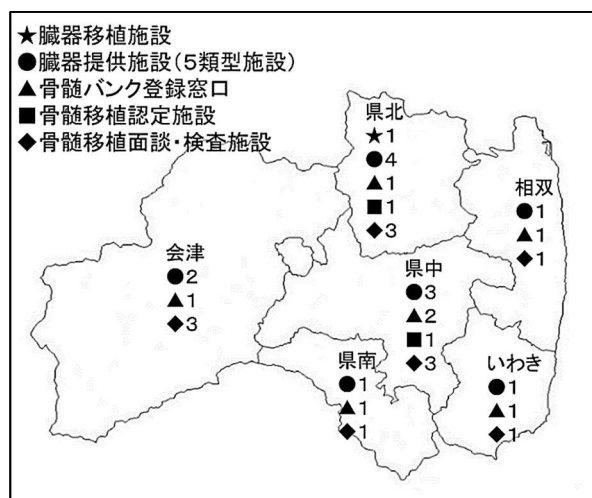 ★臓器移植施設
●臓器提供施設(5類型施設)
▲骨髄バンク登録窓口
■骨髄移植認定施設
◆骨髄移植面談・検査施設
県北
★1
●4
▲1
■1
◆3
相双
●1
▲1
◆1
会津
●2
▲1
◆3
県中
●3
▲2
■1
◆3
県南
●1
▲1
◆1
いわき
●1
▲1
◆1